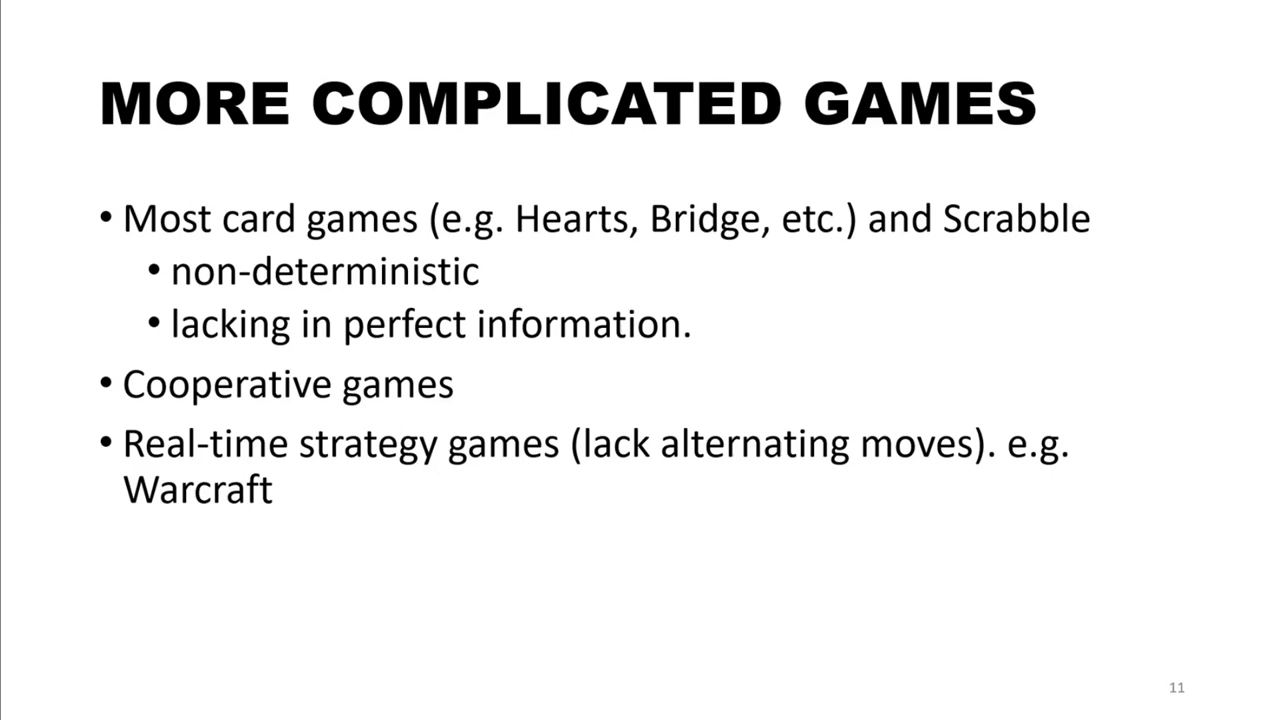 MORE COMPLICATED GAMES
• Most card games (e.g. Hearts, Bridge, etc.) and Scrabble
• non-deterministic
• lacking in perfect information.
• Cooperative games
• Real-time strategy games (lack alternating moves). e.g.
Warcraft
11